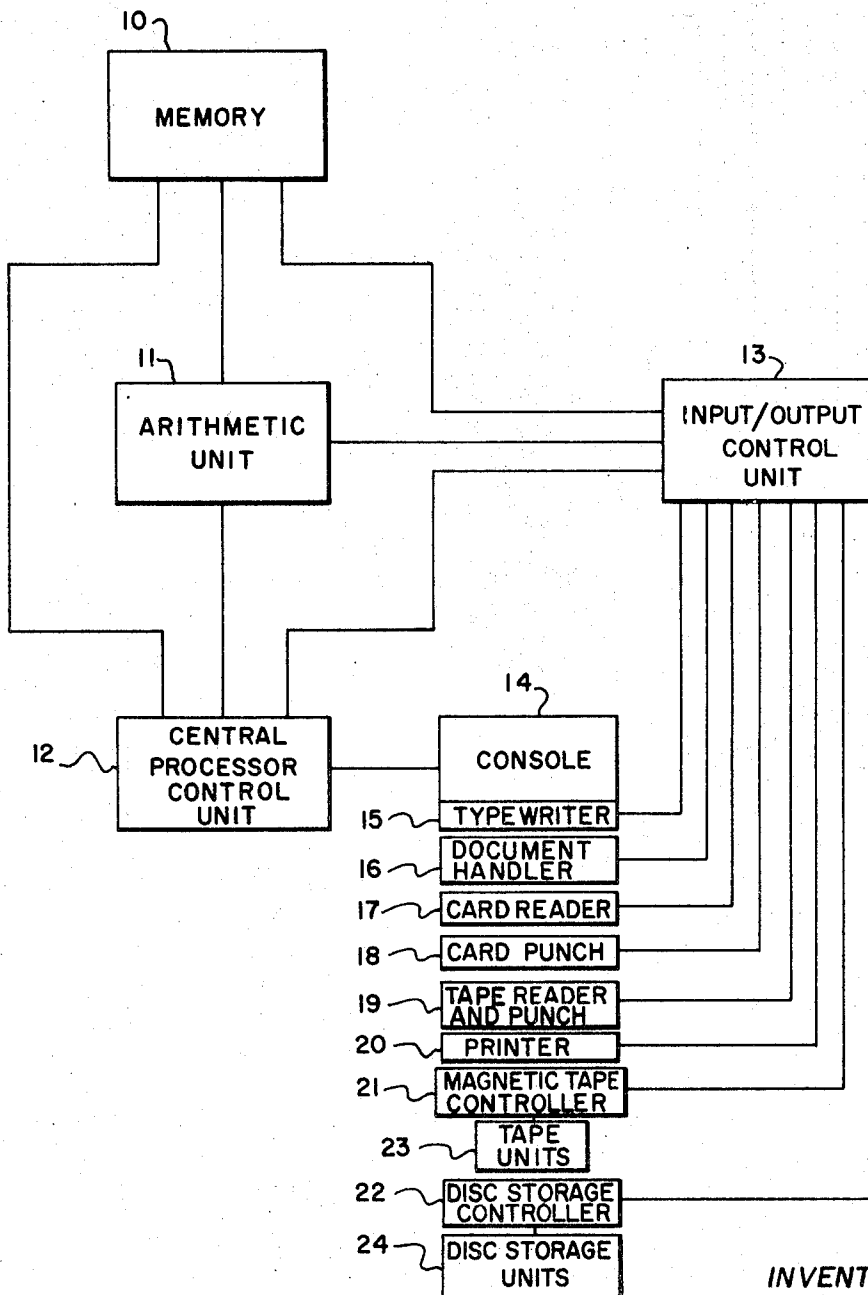 10
MEMORY
11
ARITHMETIC
UNIT
13
INPUT/OUTPUT
CONTROL
UNIT
12
CENTRAL
PROCESSOR
CONTROL
UNIT
14
CONSOLE
15
TYPEWRITER
16
DOCUMENT
HANDLER
17
CARD READER
18
CARD PUNCH
19
TAPE READER
AND PUNCH
20
PRINTER
21
MAGNETIC TAPE
CONTROLLER
23
TAPE
UNITS
22
DISC STORAGE
CONTROLLER
24
DISC STORAGE
UNITS
INVENT